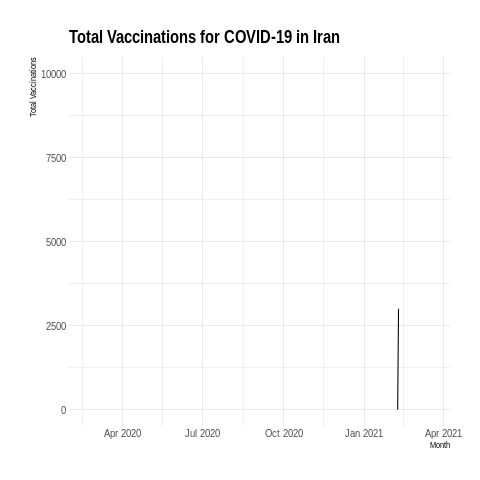 Total Vaccinations for COVID-19 in Iran
Total Vaccinations
10000
7500
5000
2500
0
Apr 2020 Jul 2020 Oct 2020 Jan 2021 Apr 2021
Month